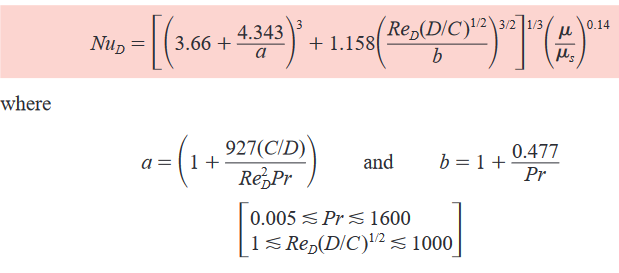 Nu_D = [(3.66 + 4.343/a)^3 + 1.158(Re_D(D/C)^{1/2}/b)^{3/2}]^{1/3} (μ/μ_s)^{0.14}
where
a = (1 + 927(C/D)/Re_D^2 Pr) and b = 1 + 0.477/Pr
[0.005 ≲ Pr ≲ 1600
1 ≲ Re_D(D/C)^{1/2} ≲ 1000]